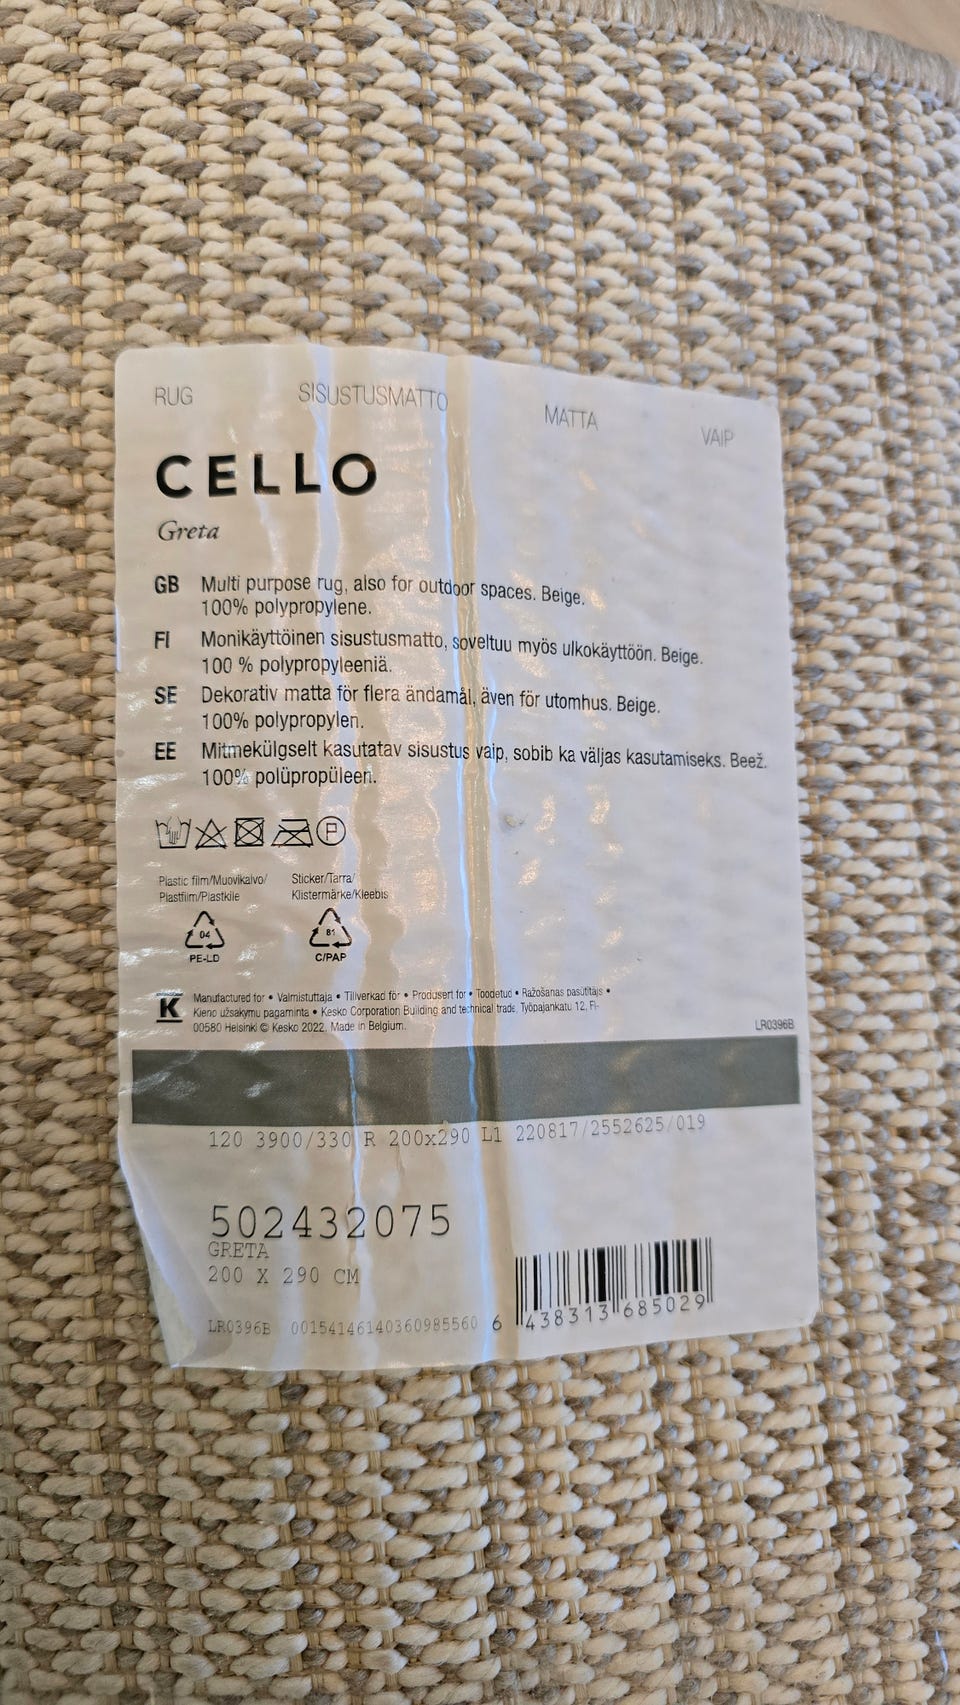 RUG SISUSTUSMATTO MATTA VAIP
CELLO
Greta
GB Multi purpose rug, also for outdoor spaces. Beige.
100% polypropylene.
FI Monikäyttöinen sisustusmatto, soveltuu myös ulkokäyttöön. Beige.
100 % polypropyleeniä.
SE Dekorativ matta för flera ändamål, även för utomhus. Beige.
100% polypropylen.
EE Mitmekülgselt kasutatav sisustus vaip, sobib ka väljas kasutamiseks. Beež.
100% polüpropüleen.
P
Plastic film/Muovikalvo/ Sticker/Tarra/
Plastfilm/Plastkile Klistermärke/Kleebis
04 81
PE-LD C/PAP
K Manufactured for • Valmistuttaja • Tillverkad för • Produsert for • Toodetud • Ražošanas pasūtītājs •
Kieno užsakymu pagaminta • Kesko Corporation Building and technical trade, Työpajankatu 12, FI-
00580 Helsinki © Kesko 2022. Made in Belgium.
LR0396B
120 3900/330 R 200x290 L1 220817/2552625/019
502432075
GRETA
200 X 290 CM
LR0396B 00154146140360985560 6 438313 685029